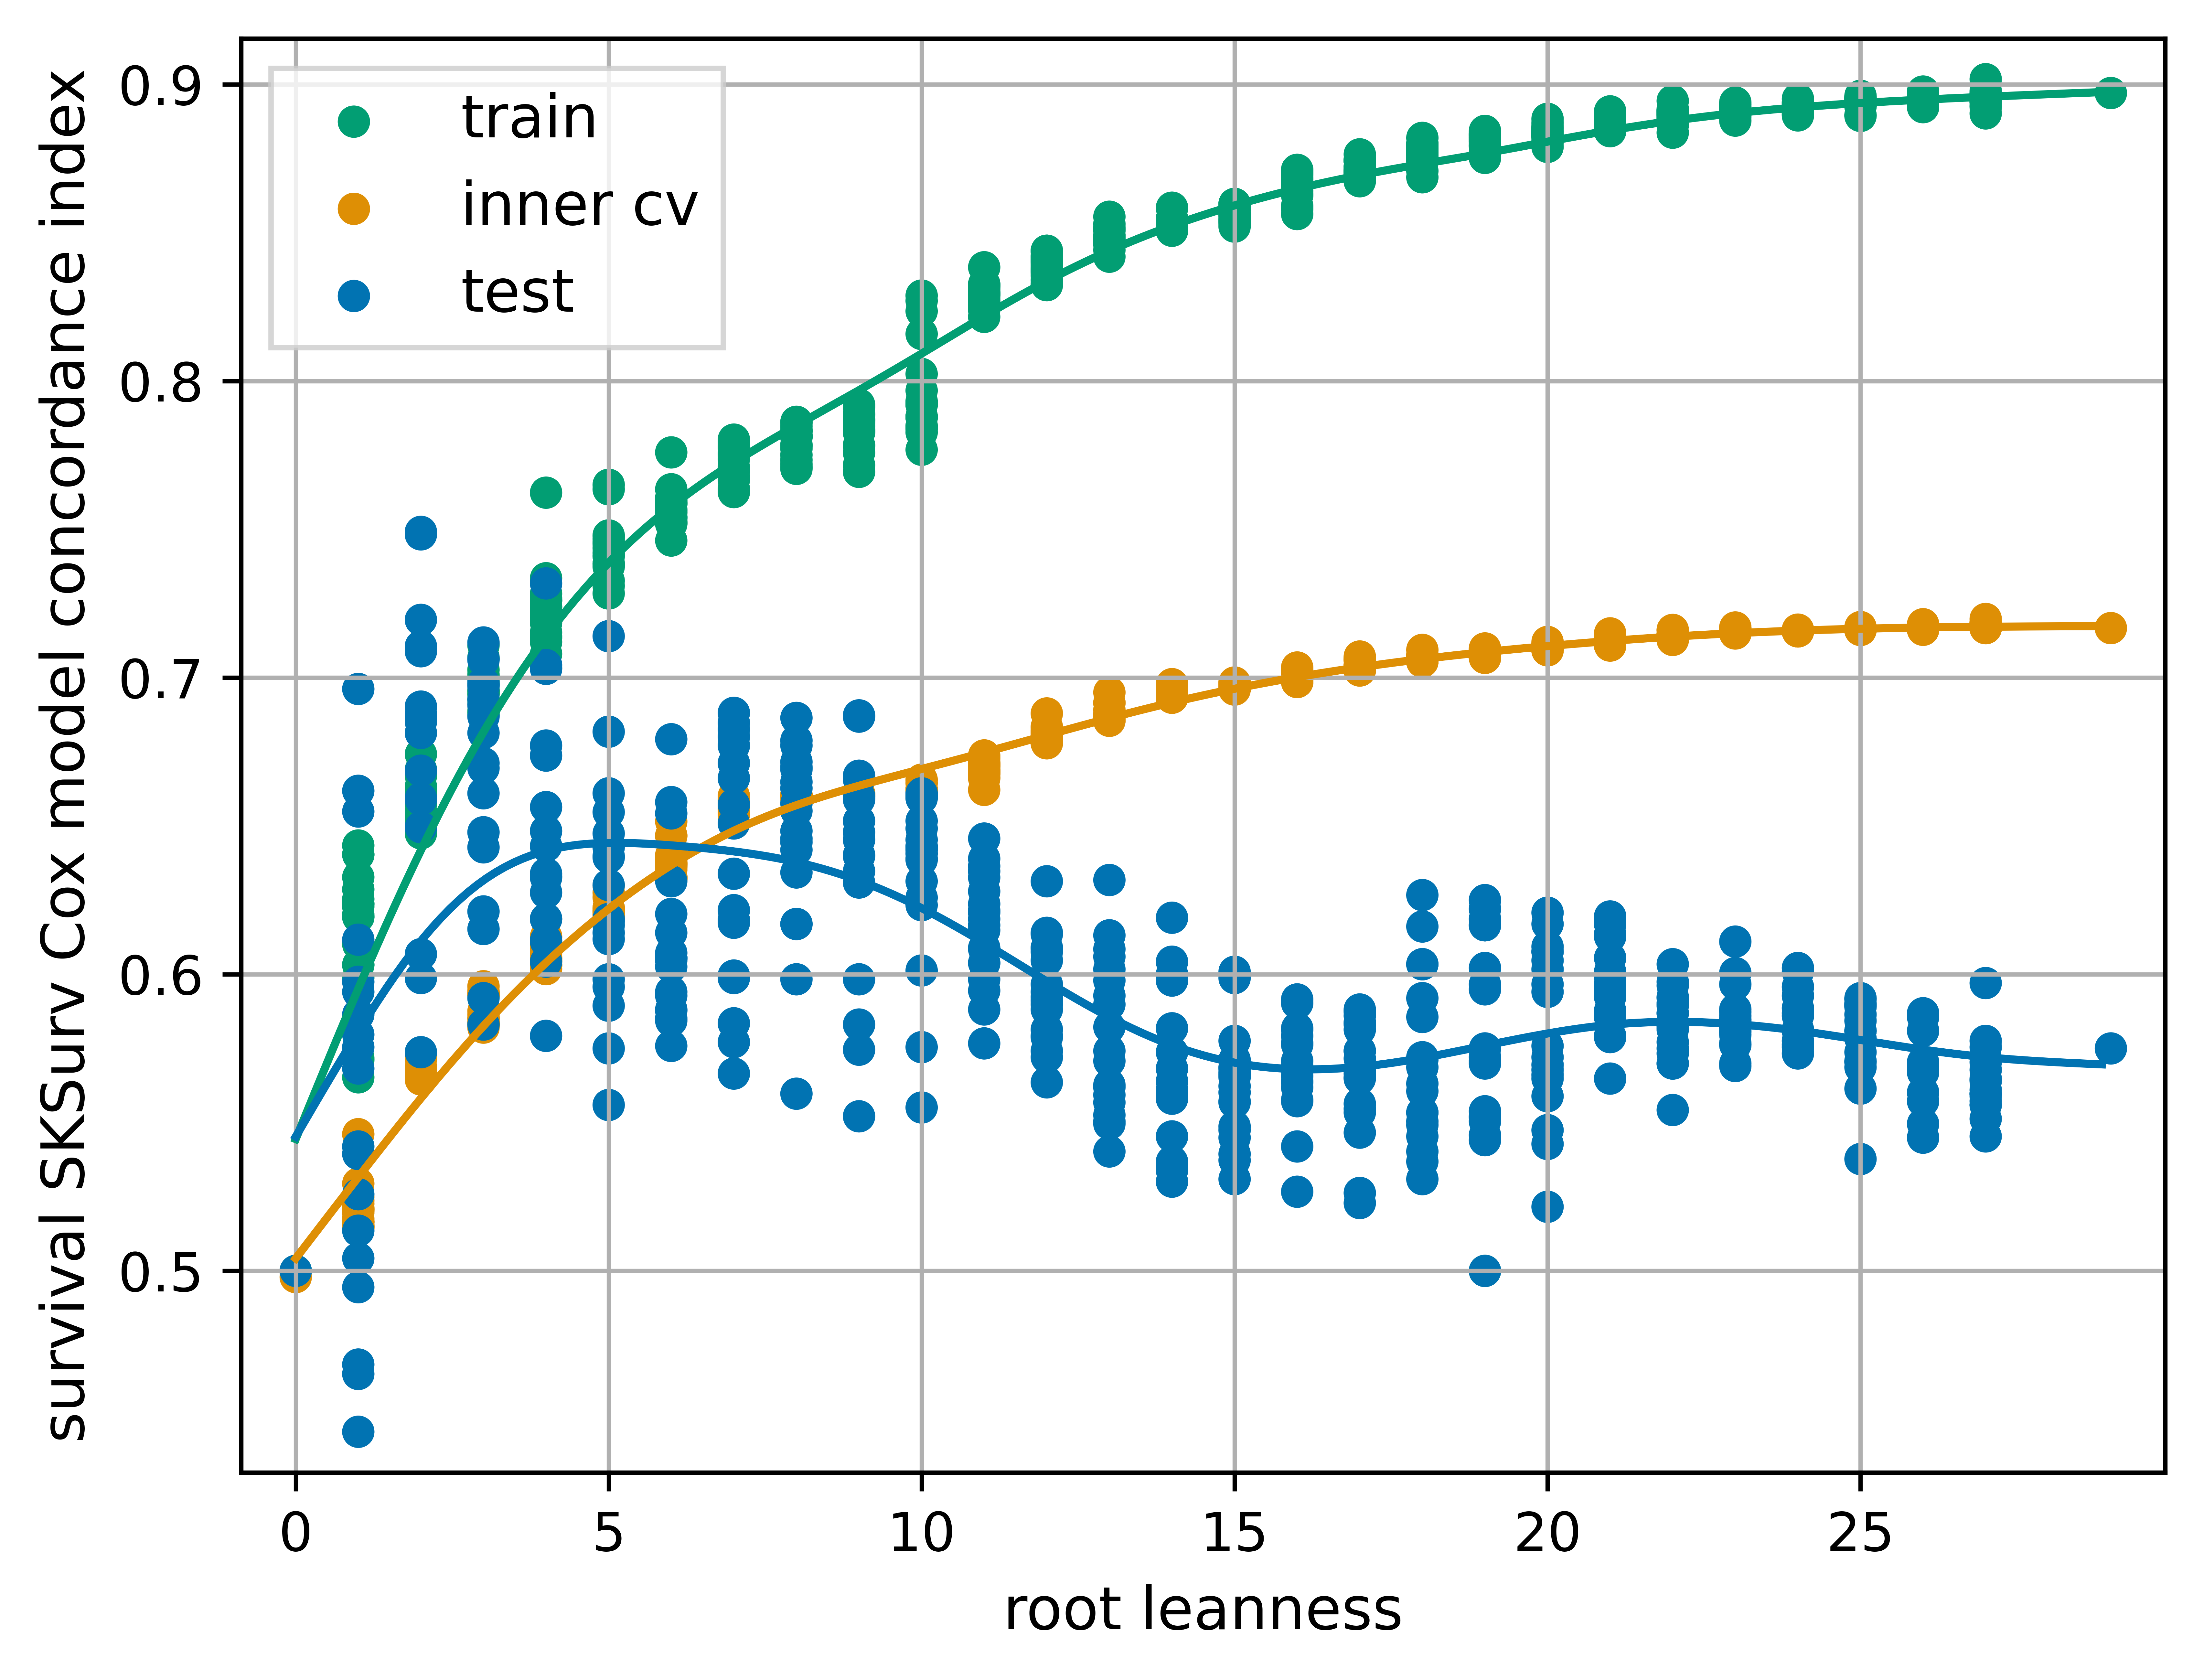 survival SKSurv Cox model concordance index
0.9
0.8
0.7
0.6
0.5
train
inner cv
test
0
5
10
15
20
25
root leanness